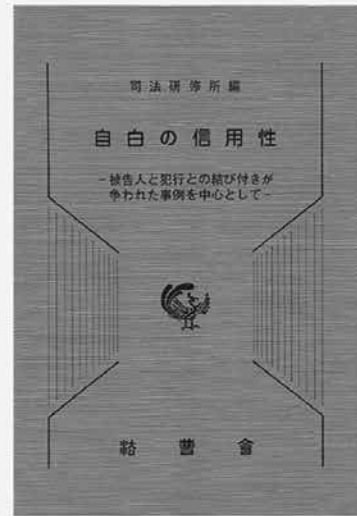 司法研修所編
自白の信用性
－被告人と犯行との結び付きが
争われた事例を中心として－
曹會